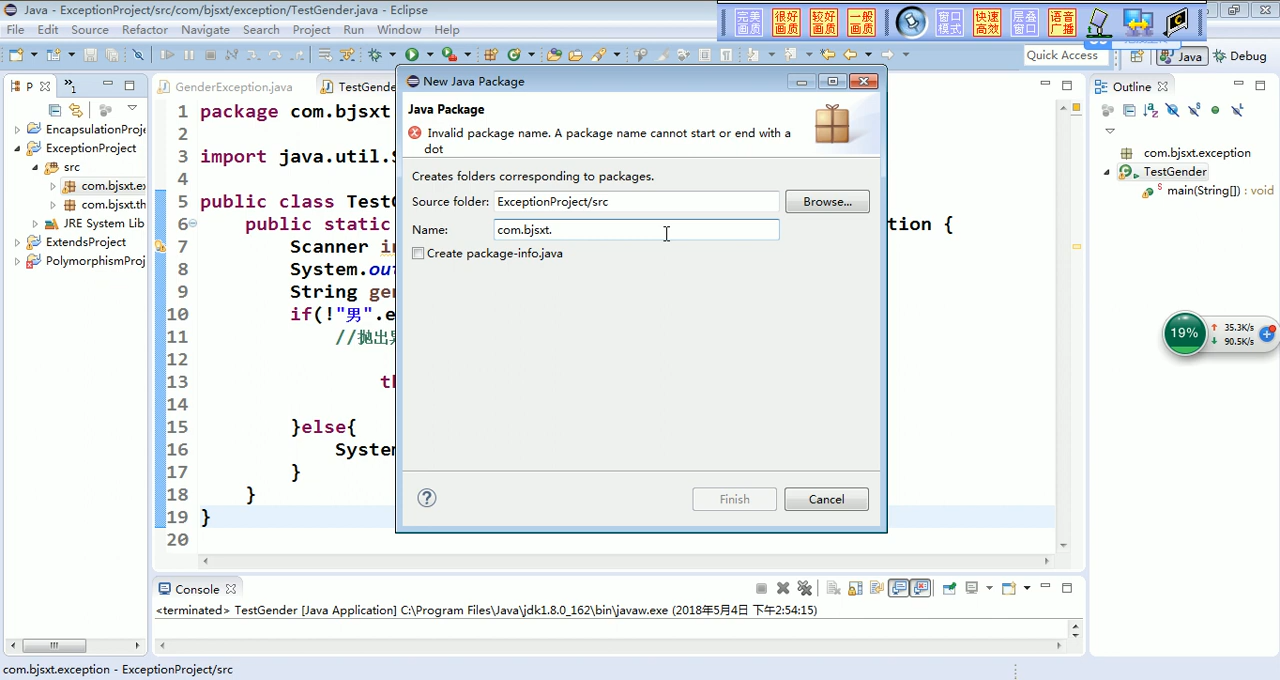 Java - ExceptionProject/src/com/bjsxt/exception/TestGender.java - Eclipse
完美画质
很好画质
较好画质
一般画质
窗口模式
快速高效
层叠窗口
语音广播
File Edit Source Refactor Navigate Search Project Run Window Help
Quick Access
Java
Debug
P
»1
GenderException.java
TestGende
New Java Package
Outline
Java Package
Invalid package name. A package name cannot start or end with a
dot
Creates folders corresponding to packages.
Source folder: ExceptionProject/src Browse...
Name: com.bjsxt.
Create package-info.java
Finish
Cancel
EncapsulationProje
ExceptionProject
src
com.bjsxt.ex
com.bjsxt.th
JRE System Lib
ExtendsProject
PolymorphismProj
1 package com.bjsxt
2
3 import java.util.S
4
5 public class TestG
6 public static tion {
7 Scanner in
8 System.out
9 String gen
10 if(!"男".e
11 //抛出异
12
13 th
14
15 }else{
16 System
17 }
18 }
19 }
20
com.bjsxt.exception
TestGender
main(String[]) : void
19%
35.3K/s
90.5K/s
Console
<terminated> TestGender [Java Application] C:\Program Files\Java\jdk1.8.0_162\bin\javaw.exe (2018年5月4日 下午2:54:15)
com.bjsxt.exception - ExceptionProject/src